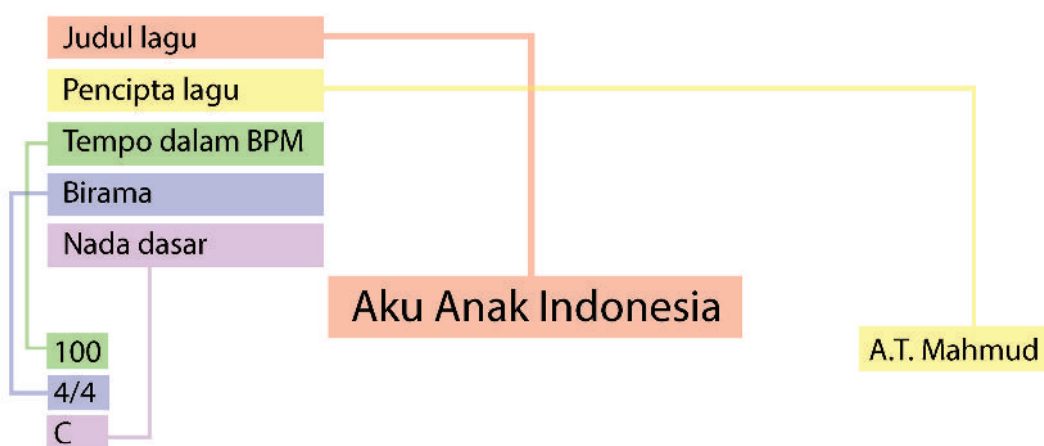 Judul lagu
Pencipta lagu
Tempo dalam BPM
Birama
Nada dasar
Aku Anak Indonesia
A.T. Mahmud
100
4/4
C